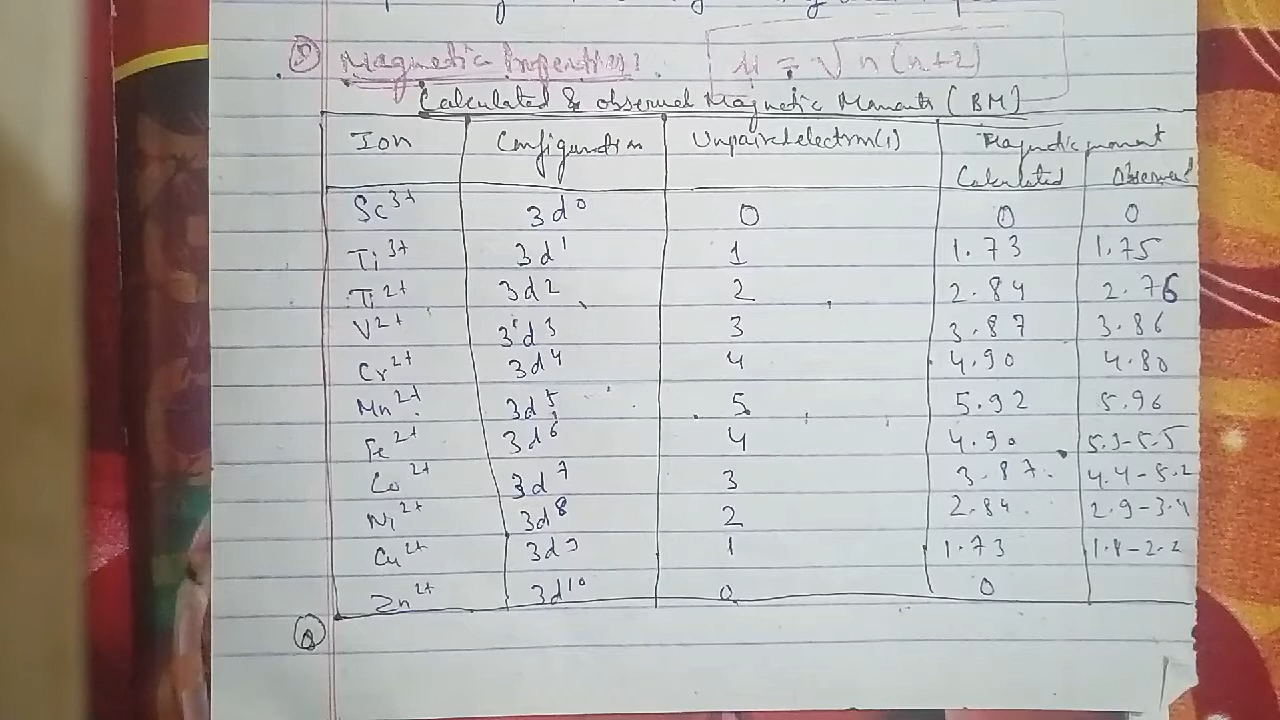 ⑤ Magnetic Properties: μ = √n(n+2)
Calculated & observed Magnetic Moments (BM)
Ion Configuration Unpaired electron(s) Magnetic moment
Calculated Observed
Sc3+ 3d0 0 0 0
Ti3+ 3d1 1 1.73 1.75
Ti2+ 3d2 2 2.84 2.76
V2+ 3d3 3 3.87 3.86
Cr2+ 3d4 4 4.90 4.80
Mn2+ 3d5 5 5.92 5.96
Fe2+ 3d6 4 4.90 5.3-5.5
Co2+ 3d7 3 3.87 4.4-5.2
Ni2+ 3d8 2 2.84 2.9-3.4
Cu2+ 3d9 1 1.73 1.8-2.2
Zn2+ 3d10 0 0
Q